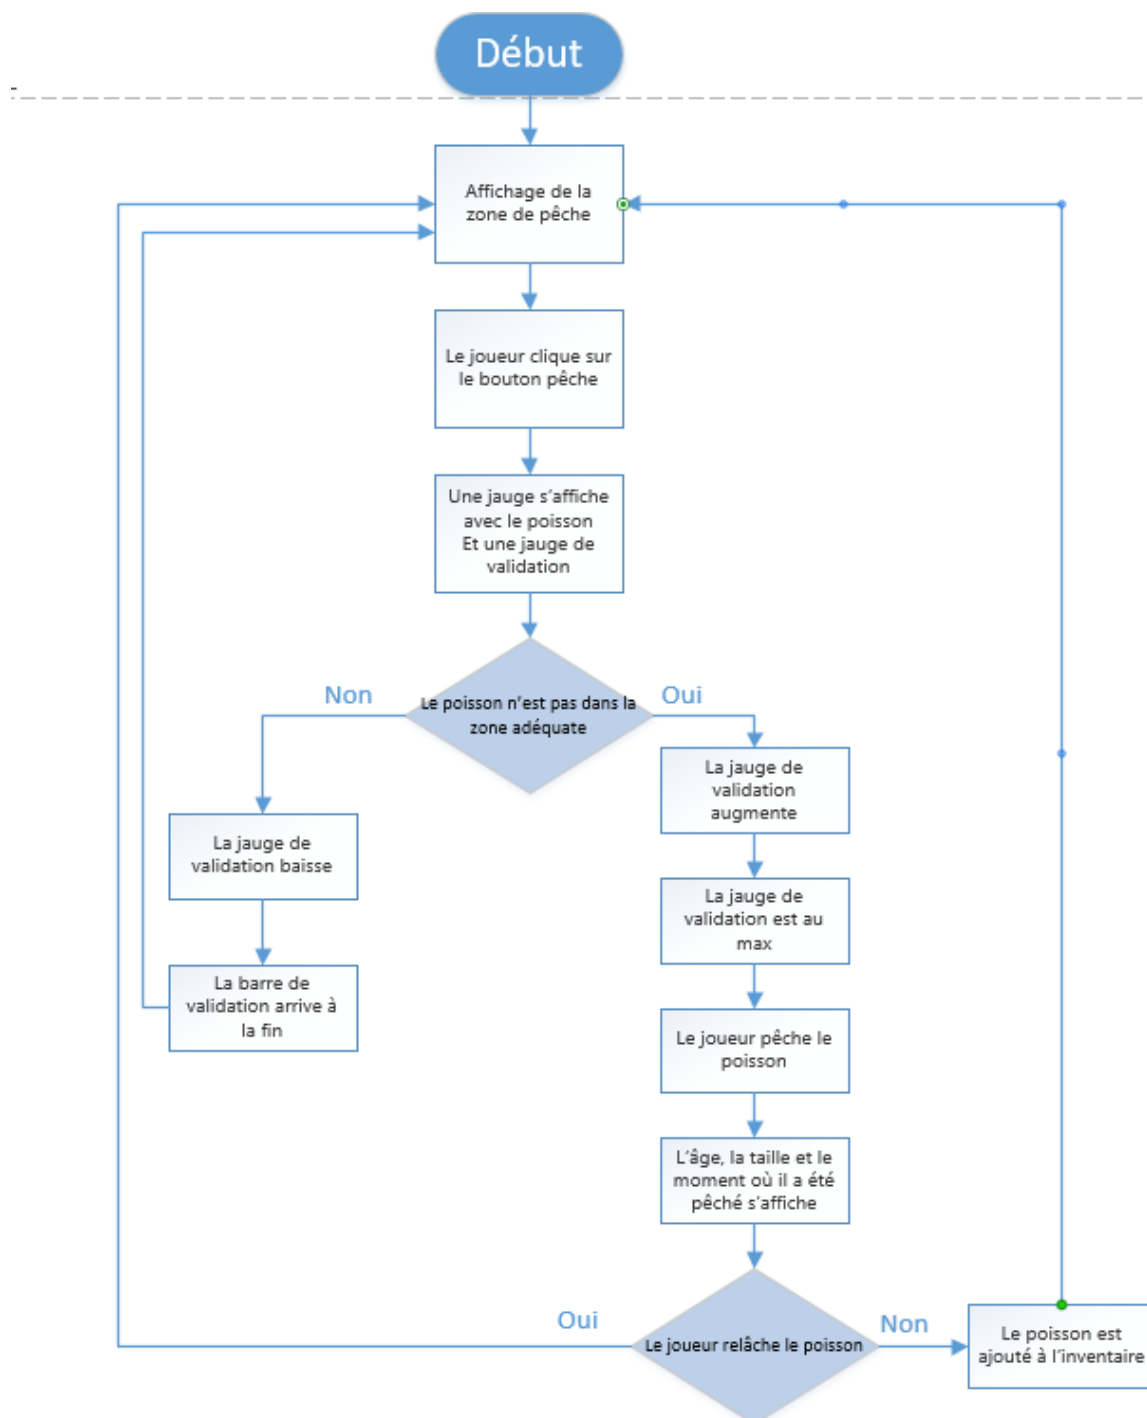 Début
Affichage de la
zone de pêche
Le joueur clique sur
le bouton pêche
Une jauge s'affiche
avec le poisson
Et une jauge de
validation
Le poisson n'est pas dans la
zone adéquate
Non
Oui
La jauge de
validation baisse
La barre de
validation arrive à
la fin
La jauge de
validation
augmente
La jauge de
validation est au
max
Le joueur pêche le
poisson
L'âge, la taille et le
moment où il a été
pêché s'affiche
Le joueur relâche le poisson
Oui
Non
Le poisson est
ajouté à l'inventaire